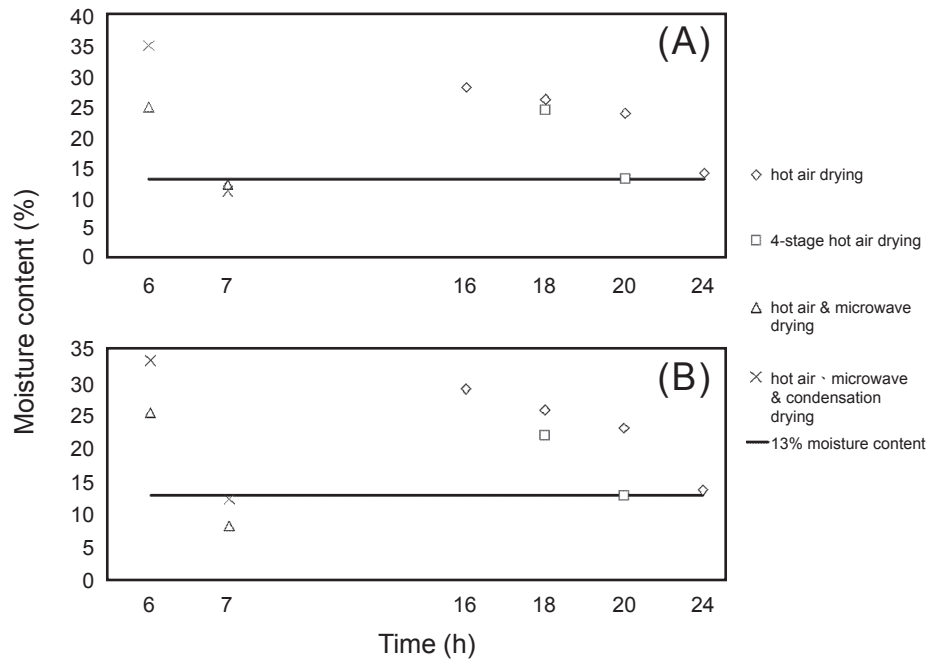 40
35
30
25
20
15
10
5
0
(A)
6 7 16 18 20 24
35
30
25
20
15
10
5
0
(B)
6 7 16 18 20 24
Moisture content (%)
Time (h)
hot air drying
4-stage hot air drying
hot air & microwave
drying
hot air、microwave
& condensation
drying
13% moisture content